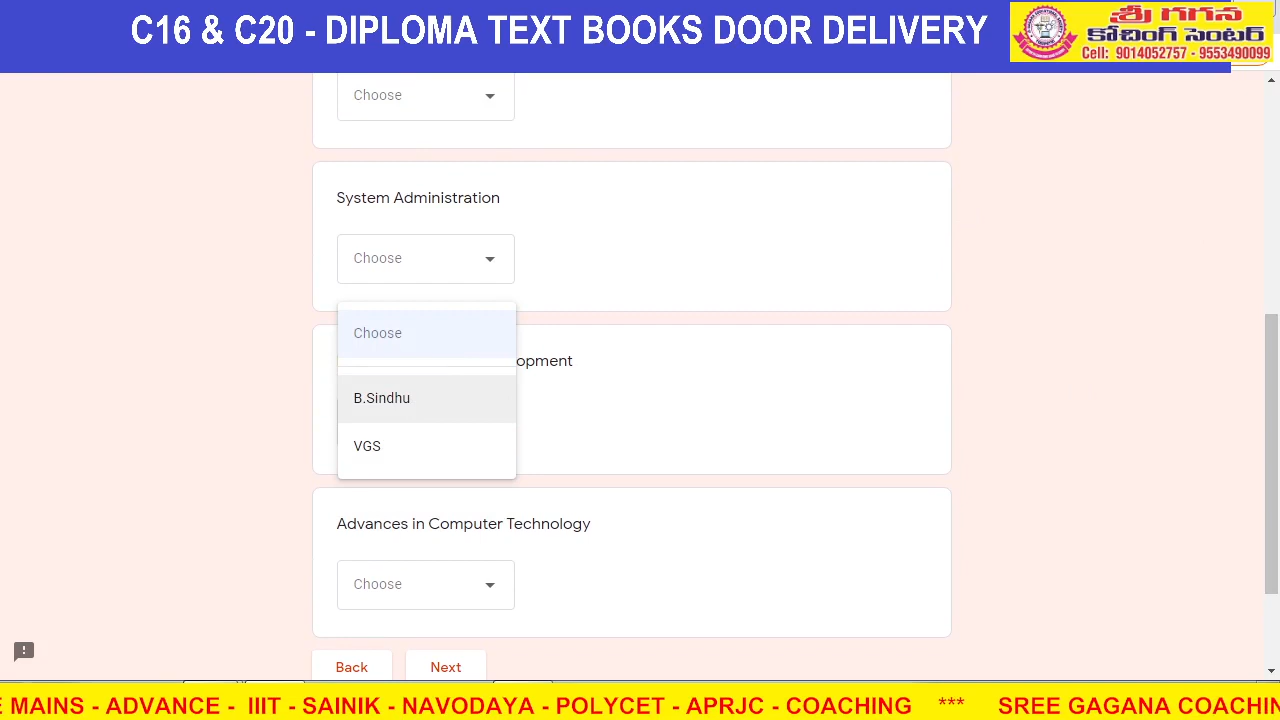 C16 & C20 - DIPLOMA TEXT BOOKS DOOR DELIVERY
శ్రీ గగన
కోచింగ్ సెంటర్
Cell: 9014052757 - 9553490099
Choose
System Administration
Choose
Choose
opment
B.Sindhu
VGS
Advances in Computer Technology
Choose
Back Next
E MAINS - ADVANCE - IIIT - SAINIK - NAVODAYA - POLYCET - APRJC - COACHING *** SREE GAGANA COACHIN